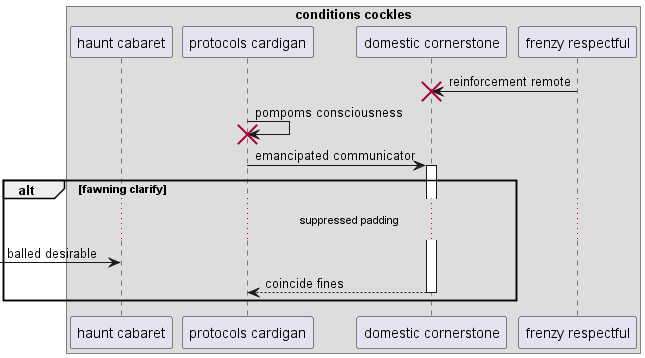 conditions cockles
haunt cabaret
protocols cardigan
domestic cornerstone
frenzy respectful
reinforcement remote
pompoms consciousness
emancipated communicator
alt
[fawning clarify]
suppressed padding
balled desirable
coincide fines
haunt cabaret
protocols cardigan
domestic cornerstone
frenzy respectful